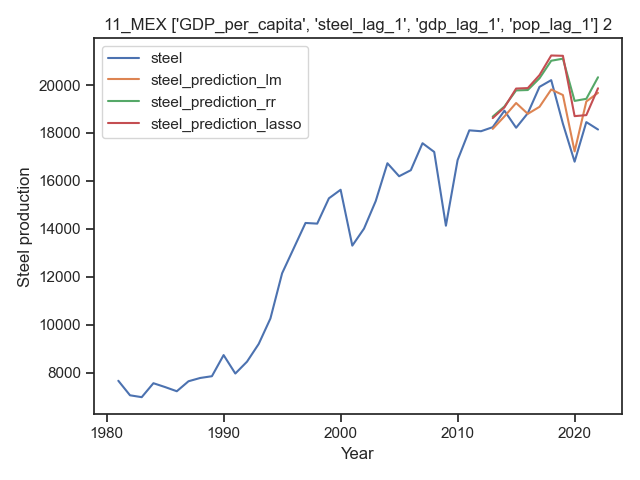 11_MEX ['GDP_per_capita', 'steel_lag_1', 'gdp_lag_1', 'pop_lag_1'] 2
steel
steel_prediction_lm
steel_prediction_rr
steel_prediction_lasso
20000
18000
16000
14000
12000
10000
8000
Steel production
1980 1990 2000 2010 2020
Year